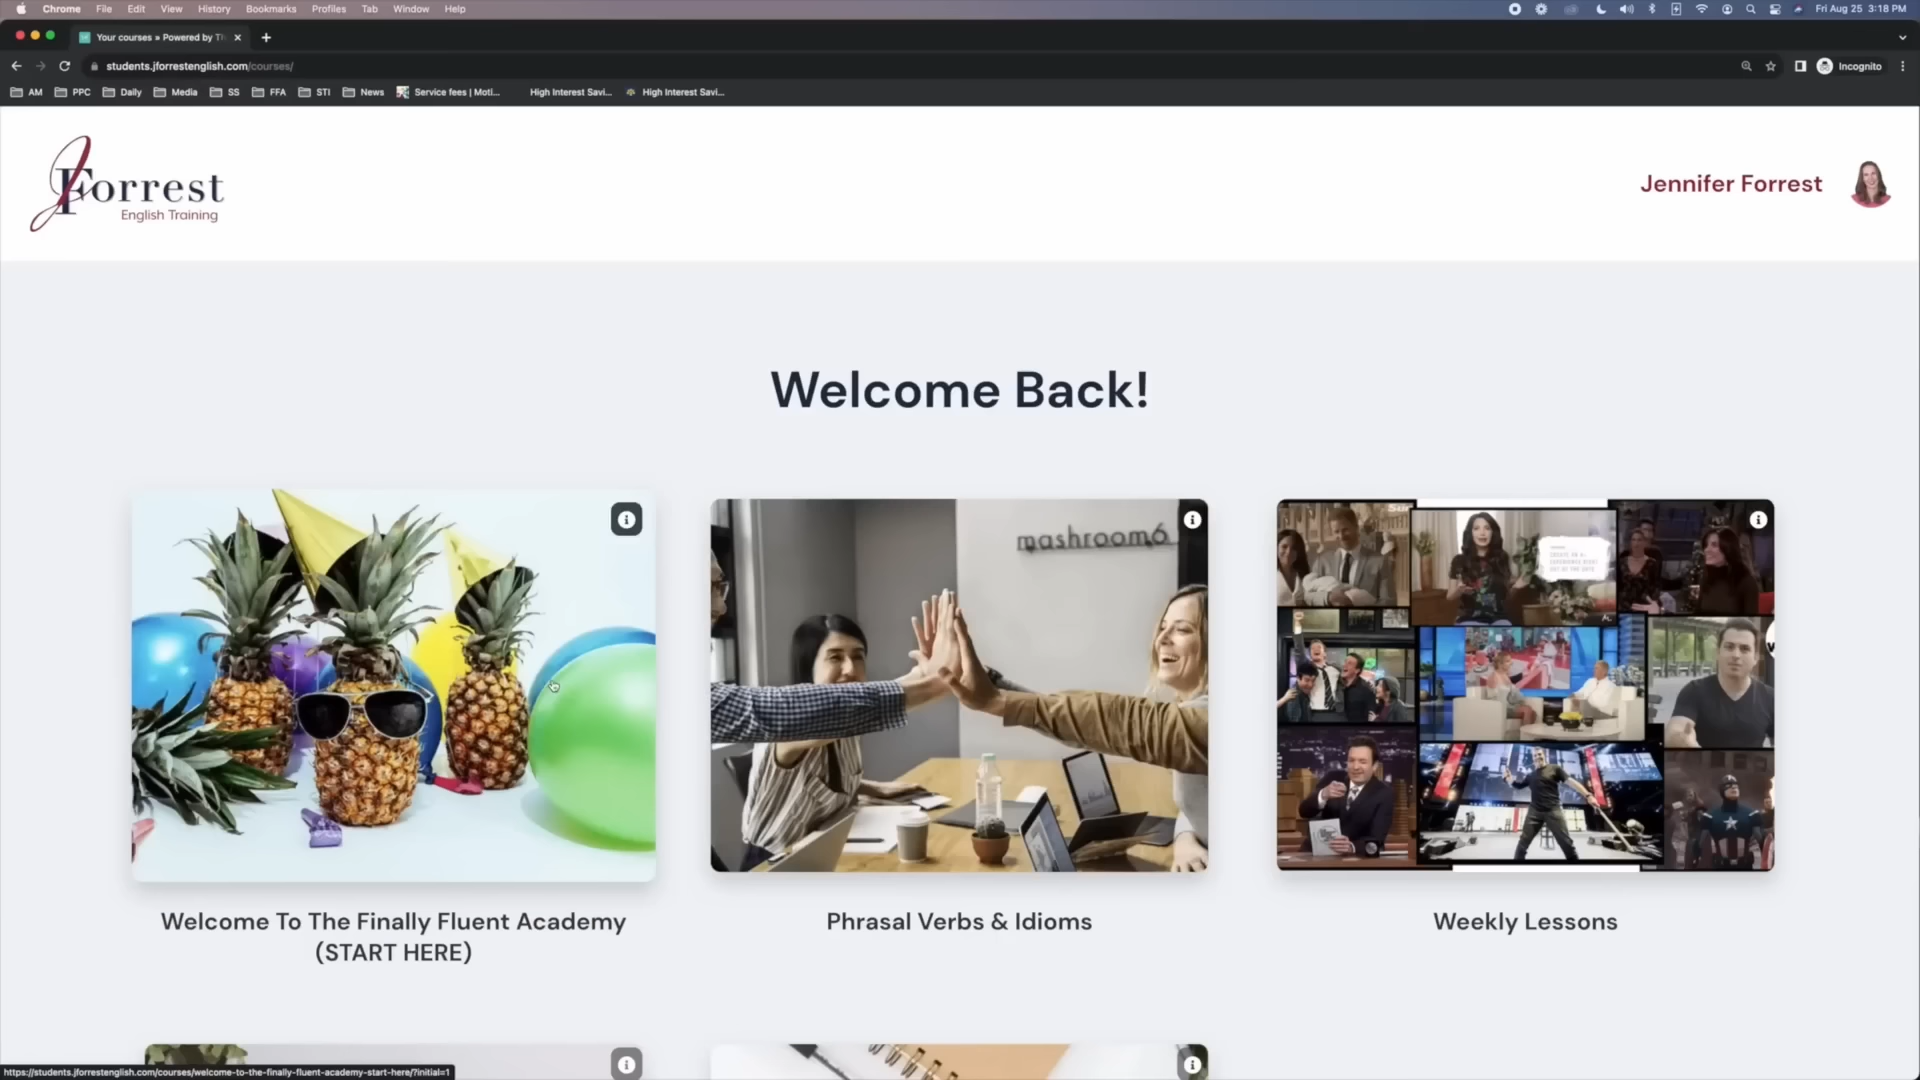 Chrome File Edit View History Bookmarks Profiles Tab Window Help
Fri Aug 25 3:18 PM
Your courses » Powered by
students.jforrestenglish.com/courses/
Incognito
AM PPC Daily Media SS FFA STI News Service fees | Moti... High Interest Savi... High Interest Savi...
JForrest
English Training
Jennifer Forrest
Welcome Back!
mashroom6
Welcome To The Finally Fluent Academy
(START HERE)
Phrasal Verbs & Idioms
Weekly Lessons
https://students.jforrestenglish.com/courses/welcome-to-the-finally-fluent-academy-start-here/?initial=1